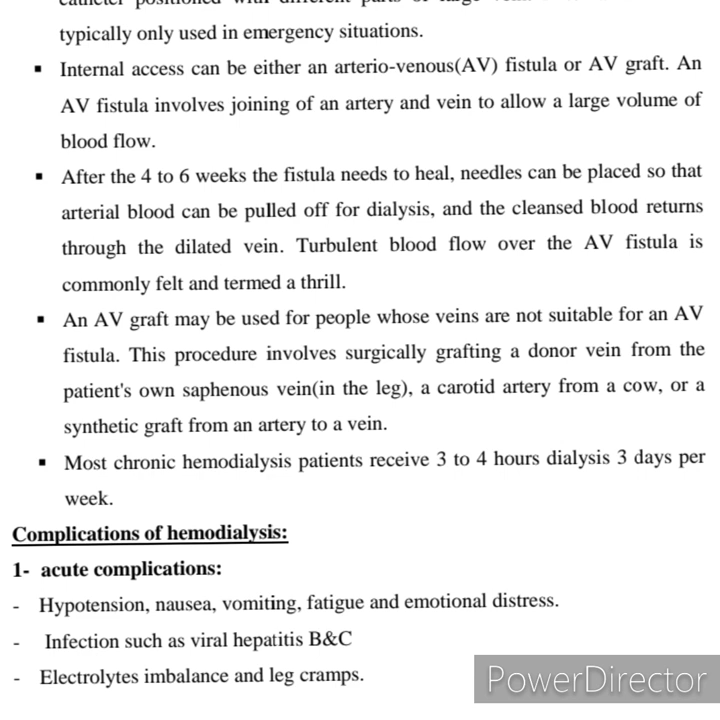 typically only used in emergency situations.
▪ Internal access can be either an arterio-venous(AV) fistula or AV graft. An
AV fistula involves joining of an artery and vein to allow a large volume of
blood flow.
▪ After the 4 to 6 weeks the fistula needs to heal, needles can be placed so that
arterial blood can be pulled off for dialysis, and the cleansed blood returns
through the dilated vein. Turbulent blood flow over the AV fistula is
commonly felt and termed a thrill.
▪ An AV graft may be used for people whose veins are not suitable for an AV
fistula. This procedure involves surgically grafting a donor vein from the
patient's own saphenous vein(in the leg), a carotid artery from a cow, or a
synthetic graft from an artery to a vein.
▪ Most chronic hemodialysis patients receive 3 to 4 hours dialysis 3 days per
week.
Complications of hemodialysis:
1- acute complications:
- Hypotension, nausea, vomiting, fatigue and emotional distress.
- Infection such as viral hepatitis B&C
- Electrolytes imbalance and leg cramps.
PowerDirector